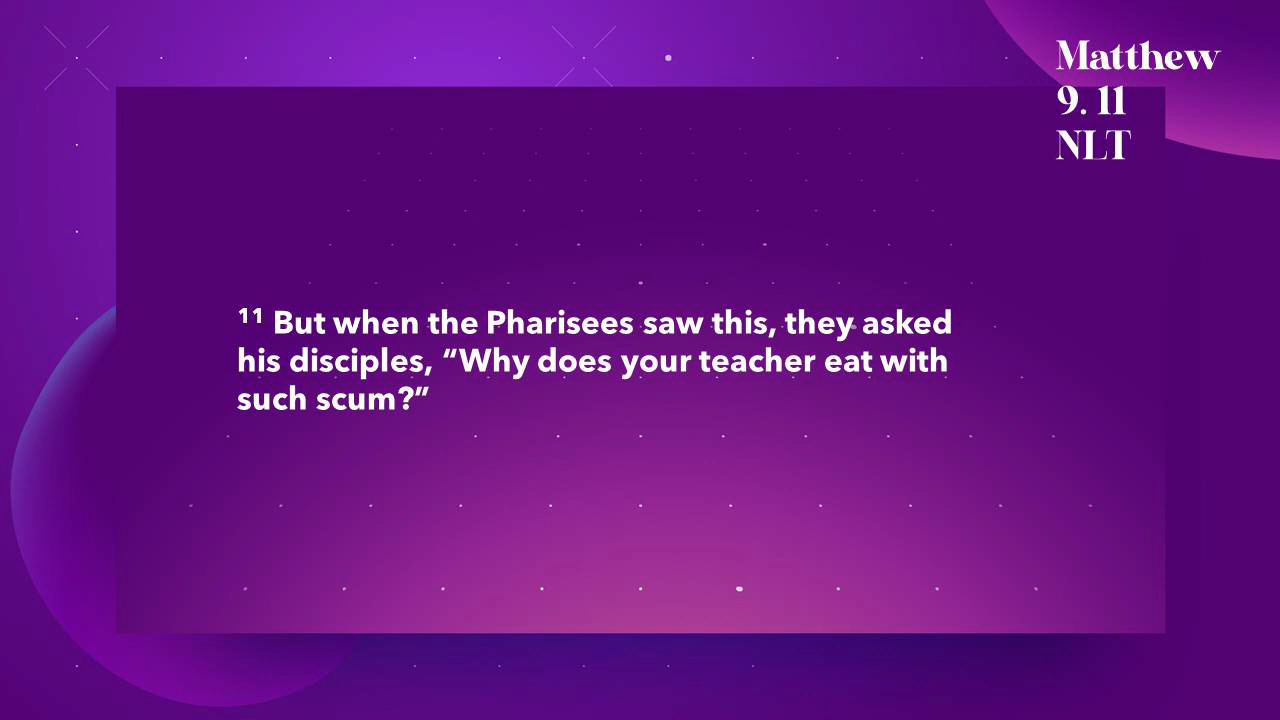 Matthew
9. 11
NLT
11 But when the Pharisees saw this, they asked
his disciples, “Why does your teacher eat with
such scum?”